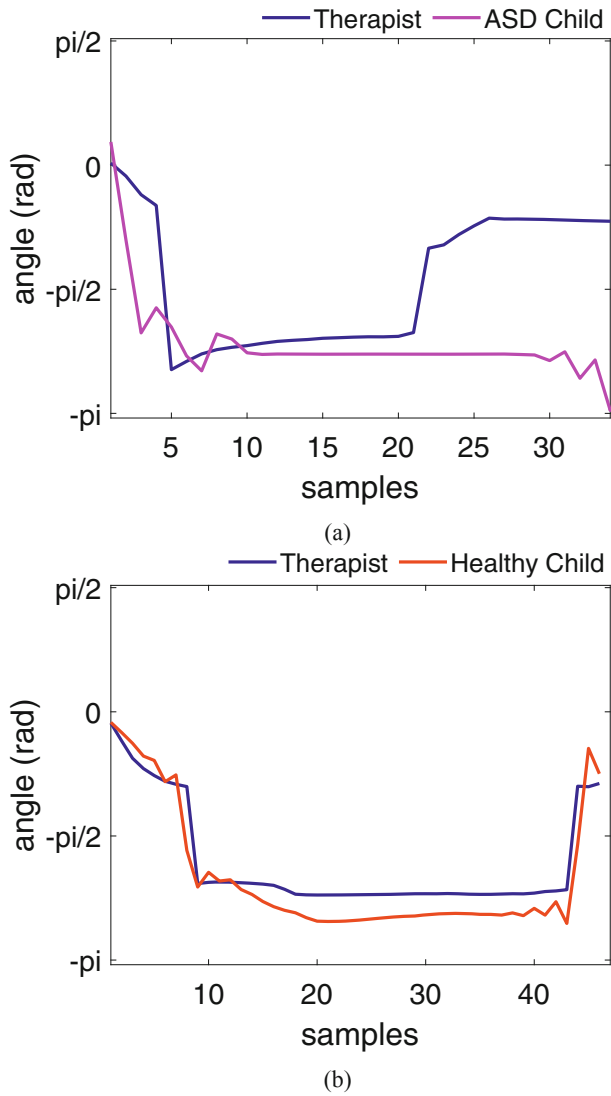 Therapist ASD Child
pi/2
0
-pi/2
-pi
angle (rad)
5 10 15 20 25 30
samples
(a)
Therapist Healthy Child
pi/2
0
-pi/2
-pi
angle (rad)
10 20 30 40
samples
(b)